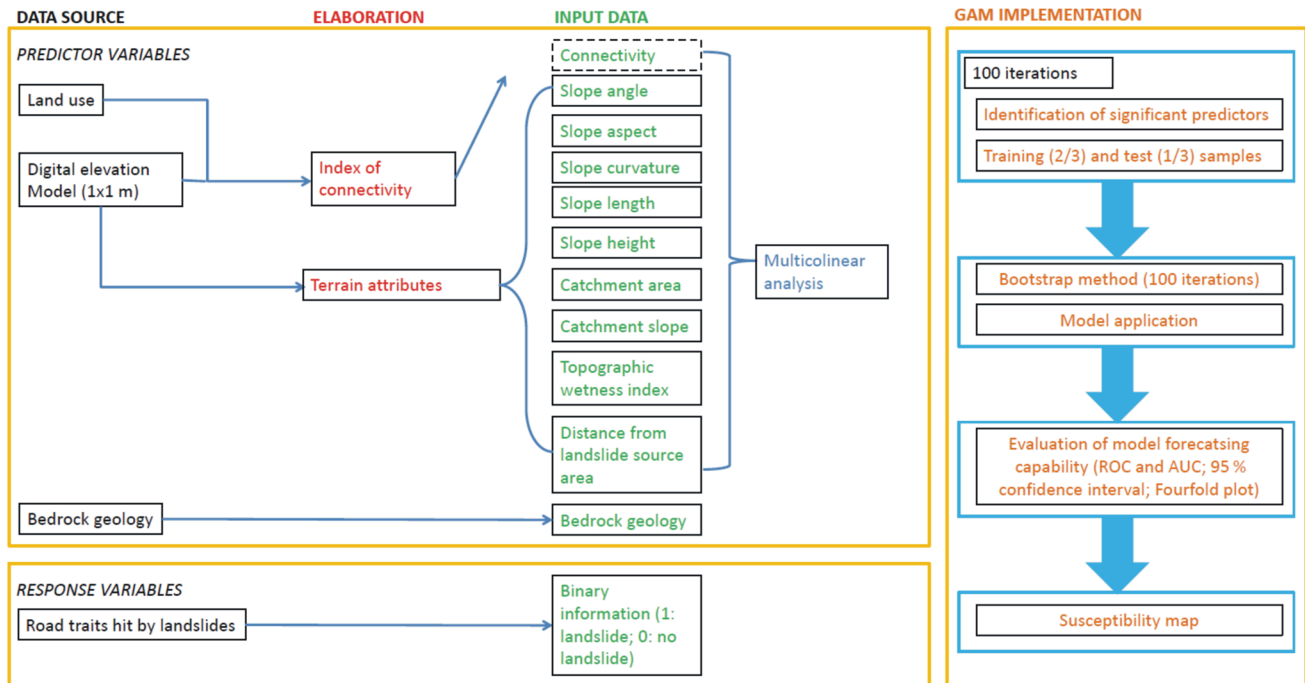 DATA SOURCE
ELABORATION
INPUT DATA
GAM IMPLEMENTATION
PREDICTOR VARIABLES
Land use
Digital elevation
Model (1x1 m)
Bedrock geology
Index of
connectivity
Terrain attributes
Connectivity
Slope angle
Slope aspect
Slope curvature
Slope length
Slope height
Catchment area
Catchment slope
Topographic
wetness index
Distance from
landslide source
area
Bedrock geology
Multicolinear
analysis
RESPONSE VARIABLES
Road traits hit by landslides
Binary
information (1:
landslide; 0: no
landslide)
100 iterations
Identification of significant predictors
Training (2/3) and test (1/3) samples
Bootstrap method (100 iterations)
Model application
Evaluation of model forecatsing
capability (ROC and AUC; 95 %
confidence interval; Fourfold plot)
Susceptibility map